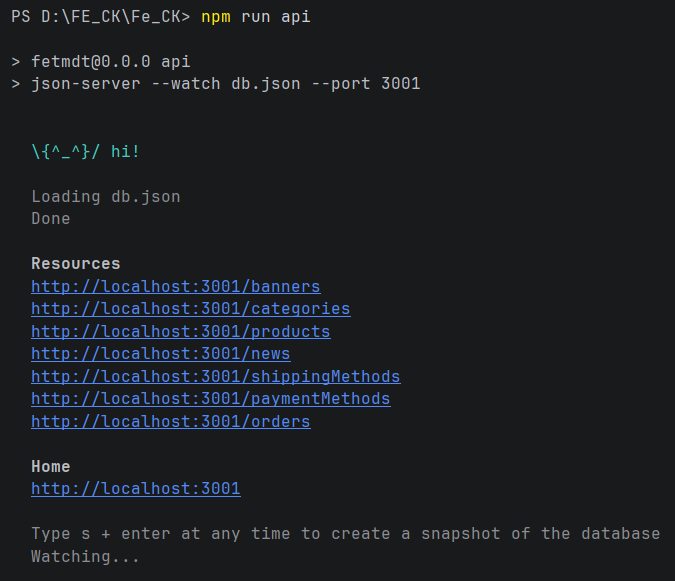 PS D:\FE_CK\Fe_CK> npm run api
> fetmdt@0.0.0 api
> json-server --watch db.json --port 3001
\{^_^}/ hi!
Loading db.json
Done
Resources
http://localhost:3001/banners
http://localhost:3001/categories
http://localhost:3001/products
http://localhost:3001/news
http://localhost:3001/shippingMethods
http://localhost:3001/paymentMethods
http://localhost:3001/orders
Home
http://localhost:3001
Type s + enter at any time to create a snapshot of the database
Watching...